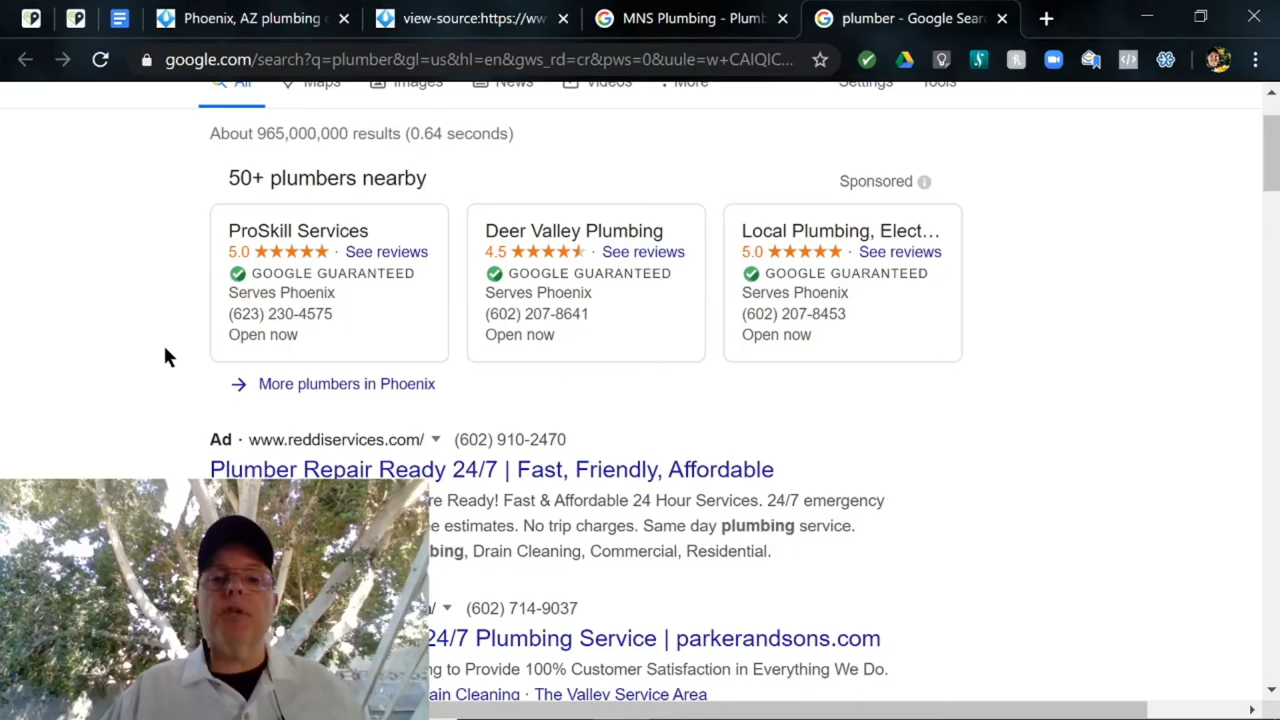 Phoenix, AZ plumbing
view-source:https://ww
MNS Plumbing - Plumb
plumber - Google Sear
google.com/search?q=plumber&gl=us&hl=en&gws_rd=cr&pws=0&uule=w+CAIQIC...
All
Maps
Images
News
Videos
More
Settings
Tools
About 965,000,000 results (0.64 seconds)
50+ plumbers nearby
Sponsored
ProSkill Services
5.0 · See reviews
GOOGLE GUARANTEED
Serves Phoenix
(623) 230-4575
Open now
Deer Valley Plumbing
4.5 · See reviews
GOOGLE GUARANTEED
Serves Phoenix
(602) 207-8641
Open now
Local Plumbing, Elect...
5.0 · See reviews
GOOGLE GUARANTEED
Serves Phoenix
(602) 207-8453
Open now
→ More plumbers in Phoenix
Ad · www.reddiservices.com/ (602) 910-2470
Plumber Repair Ready 24/7 | Fast, Friendly, Affordable
re Ready! Fast & Affordable 24 Hour Services. 24/7 emergency
e estimates. No trip charges. Same day plumbing service.
bing, Drain Cleaning, Commercial, Residential.
/ (602) 714-9037
24/7 Plumbing Service | parkerandsons.com
ng to Provide 100% Customer Satisfaction in Everything We Do.
ain Cleaning · The Valley Service Area